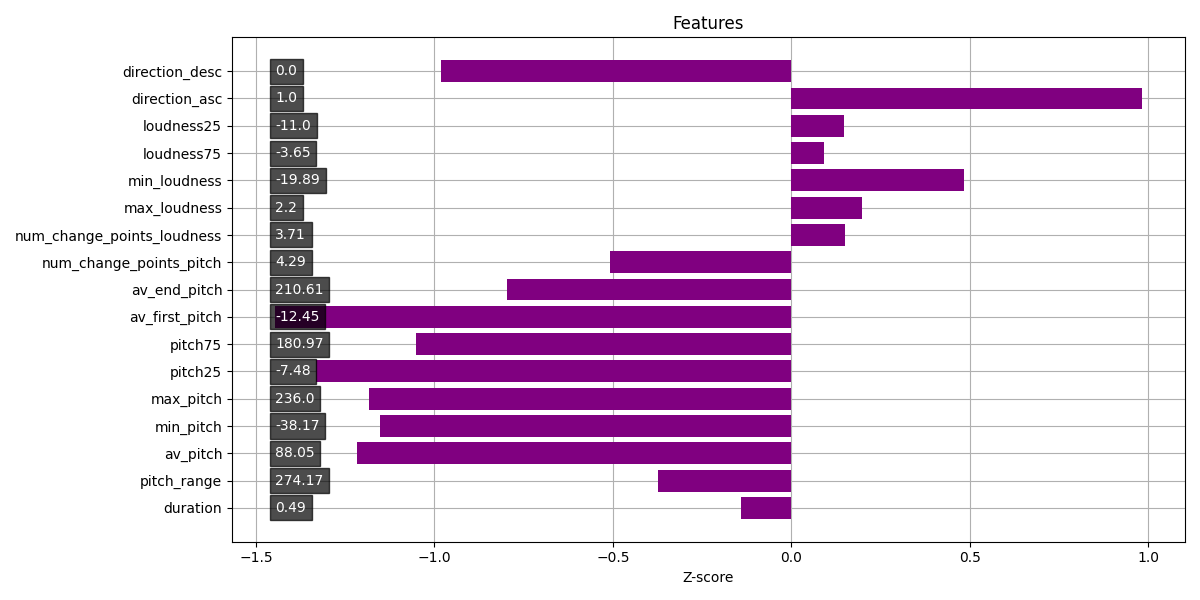 Features
direction_desc 0.0
direction_asc 1.0
loudness25 -11.0
loudness75 -3.65
min_loudness -19.89
max_loudness 2.2
num_change_points_loudness 3.71
num_change_points_pitch 4.29
av_end_pitch 210.61
av_first_pitch -12.45
pitch75 180.97
pitch25 -7.48
max_pitch 236.0
min_pitch -38.17
av_pitch 88.05
pitch_range 274.17
duration 0.49
−1.5 −1.0 −0.5 0.0 0.5 1.0
Z-score